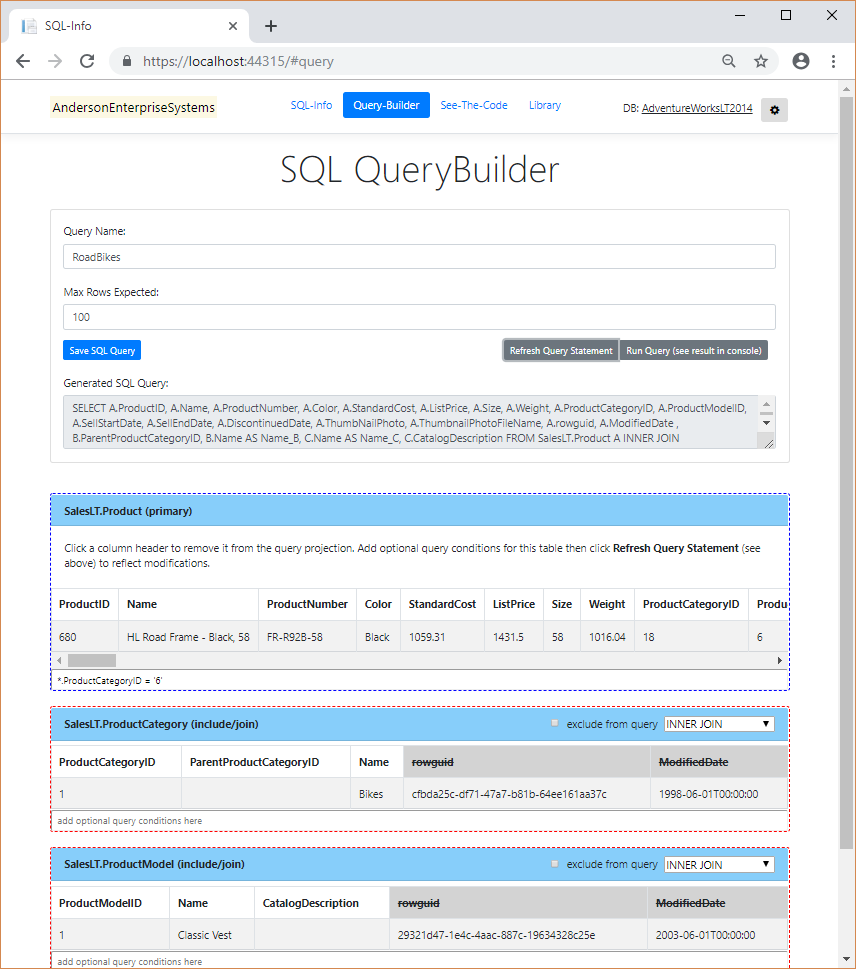 SQL-Info
https://localhost:44315/#query
AndersonEnterpriseSystems
SQL-Info Query-Builder See-The-Code Library
DB: AdventureWorksLT2014
SQL QueryBuilder
Query Name:
RoadBikes
Max Rows Expected:
100
Save SQL Query Refresh Query Statement Run Query (see result in console)
Generated SQL Query:
SELECT A.ProductID, A.Name, A.ProductNumber, A.Color, A.StandardCost, A.ListPrice, A.Size, A.Weight, A.ProductCategoryID, A.ProductModelID,
A.SellStartDate, A.SellEndDate, A.DiscontinuedDate, A.ThumbNailPhoto, A.ThumbnailPhotoFileName, A.rowguid, A.ModifiedDate ,
B.ParentProductCategoryID, B.Name AS Name_B, C.Name AS Name_C, C.CatalogDescription FROM SalesLT.Product A INNER JOIN
SalesLT.Product (primary)
Click a column header to remove it from the query projection. Add optional query conditions for this table then click Refresh Query Statement (see
above) to reflect modifications.
ProductID Name ProductNumber Color StandardCost ListPrice Size Weight ProductCategoryID Produ
680 HL Road Frame - Black, 58 FR-R92B-58 Black 1059.31 1431.5 58 1016.04 18 6
*.ProductCategoryID = '6'
SalesLT.ProductCategory (include/join) exclude from query INNER JOIN
ProductCategoryID ParentProductCategoryID Name rowguid ModifiedDate
1 Bikes cfbda25c-df71-47a7-b81b-64ee161aa37c 1998-06-01T00:00:00
add optional query conditions here
SalesLT.ProductModel (include/join) exclude from query INNER JOIN
ProductModelID Name CatalogDescription rowguid ModifiedDate
1 Classic Vest 29321d47-1e4c-4aac-887c-19634328c25e 2003-06-01T00:00:00
add optional query conditions here